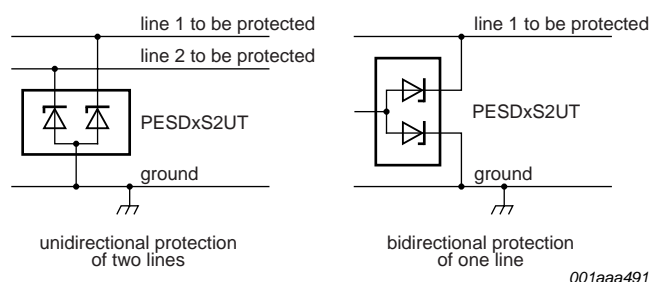 line 1 to be protected
line 2 to be protected
PESDxS2UT
ground
unidirectional protection
of two lines
line 1 to be protected
PESDxS2UT
ground
bidirectional protection
of one line
001aaa491